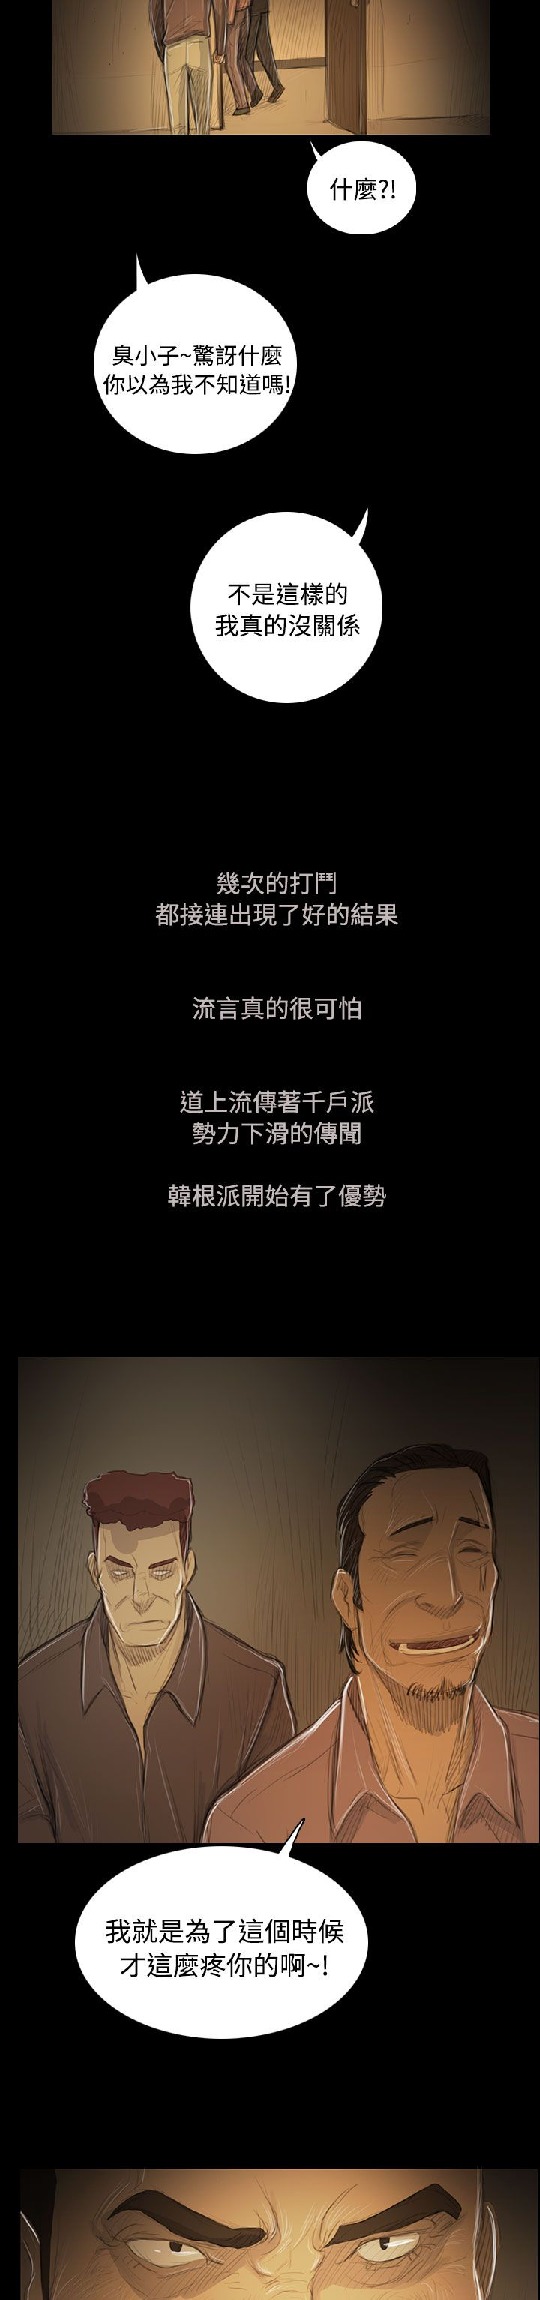 什麼?!
臭小子~驚訝什麼
你以為我不知道嗎!
不是這樣的
我真的沒關係
幾次的打鬥
都接連出現了好的結果
流言真的很可怕
道上流傳著千戶派
勢力下滑的傳聞
韓根派開始有了優勢
我就是為了這個時候
才這麼疼你的啊~!